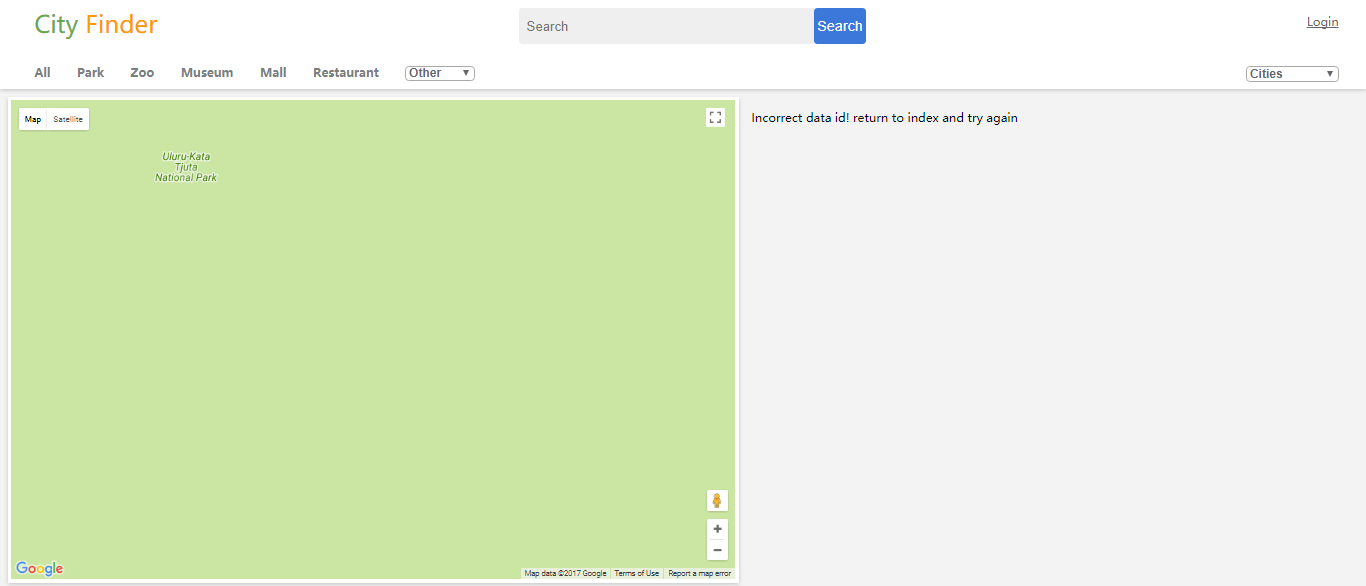 City Finder
Search
Search
Login
All
Park
Zoo
Museum
Mall
Restaurant
Other
Cities
Map
Satellite
Incorrect data id! return to index and try again
Uluru-Kata
Tjuta
National Park
Google
Map data ©2017 Google
Terms of Use
Report a map error